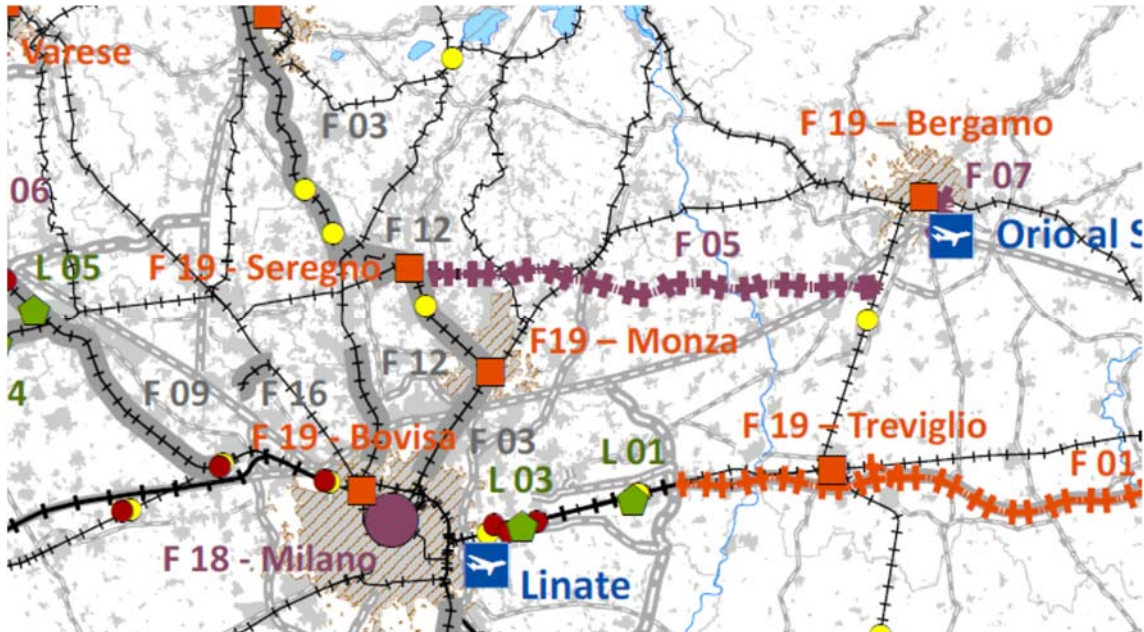 Varese
F 03
F 19 – Bergamo
F 07
06
F 12
F 05
Orio al S
L 05
F 19 - Seregno
F19 – Monza
F 12
4
F 09
F 16
F 19 - Bovisa
F 03
F 19 – Treviglio
L 01
F 01
L 03
F 18 - Milano
Linate